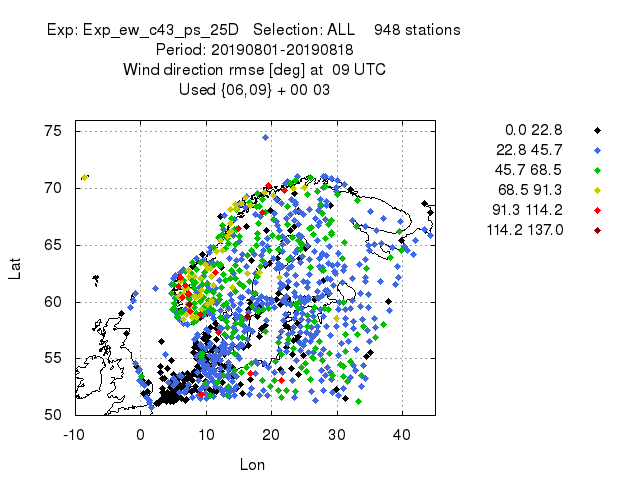 Exp: Exp_ew_c43_ps_25D   Selection: ALL    948 stations
Period: 20190801-20190818
Wind direction rmse [deg] at  09 UTC
Used {06,09} + 00 03
0.0 22.8
22.8 45.7
45.7 68.5
68.5 91.3
91.3 114.2
114.2 137.0
75
70
65
60
55
50
Lat
-10 0 10 20 30 40
Lon